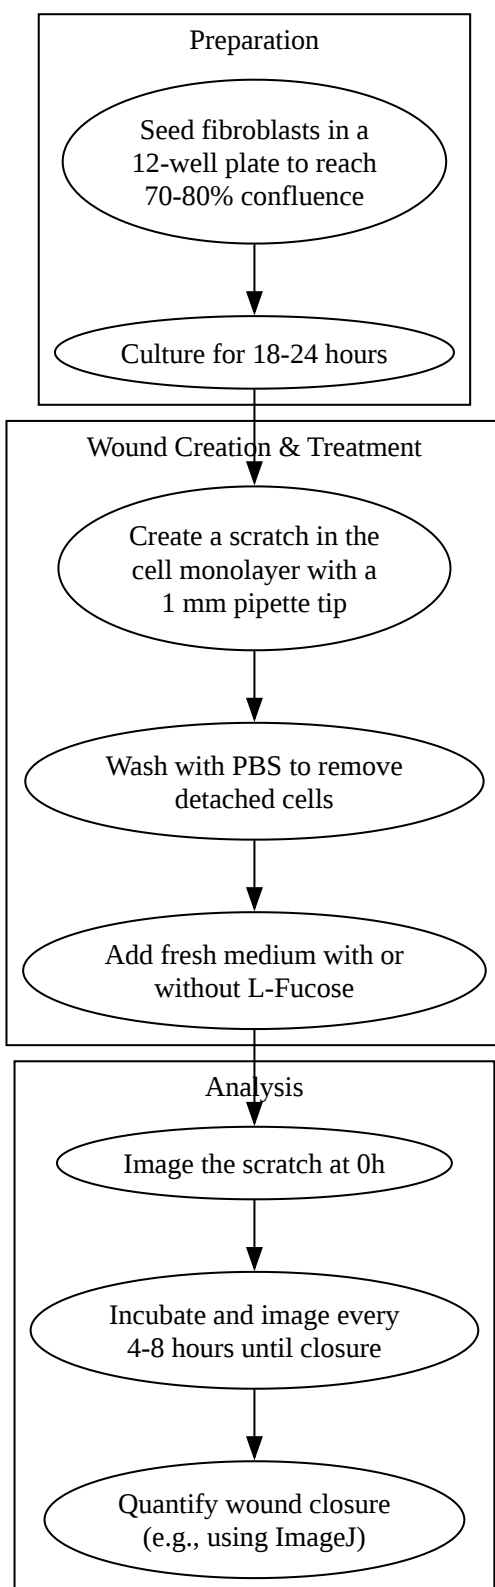 Preparation
Seed fibroblasts in a
12-well plate to reach
70-80% confluence
Culture for 18-24 hours
Wound Creation & Treatment
Create a scratch in the
cell monolayer with a
1 mm pipette tip
Wash with PBS to remove
detached cells
Add fresh medium with or
without L-Fucose
Analysis
Image the scratch at 0h
Incubate and image every
4-8 hours until closure
Quantify wound closure
(e.g., using ImageJ)